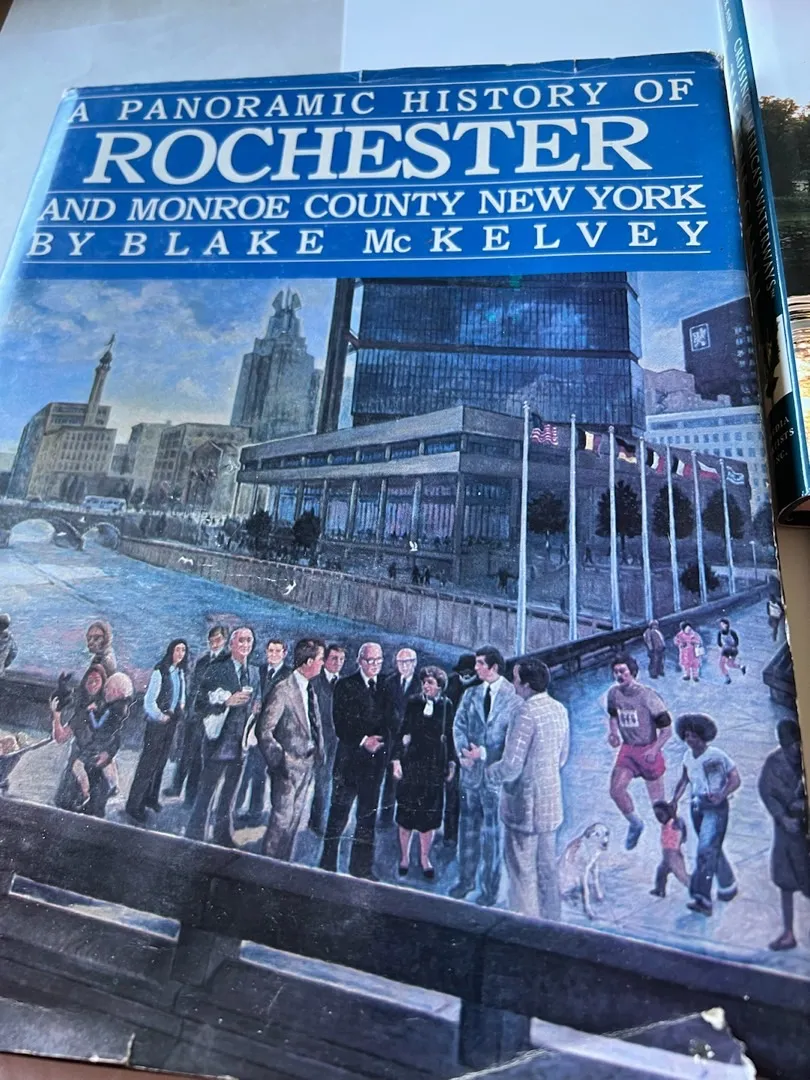 A PANORAMIC HISTORY OF
ROCHESTER
AND MONROE COUNTY NEW YORK
BY BLAKE McKELVEY